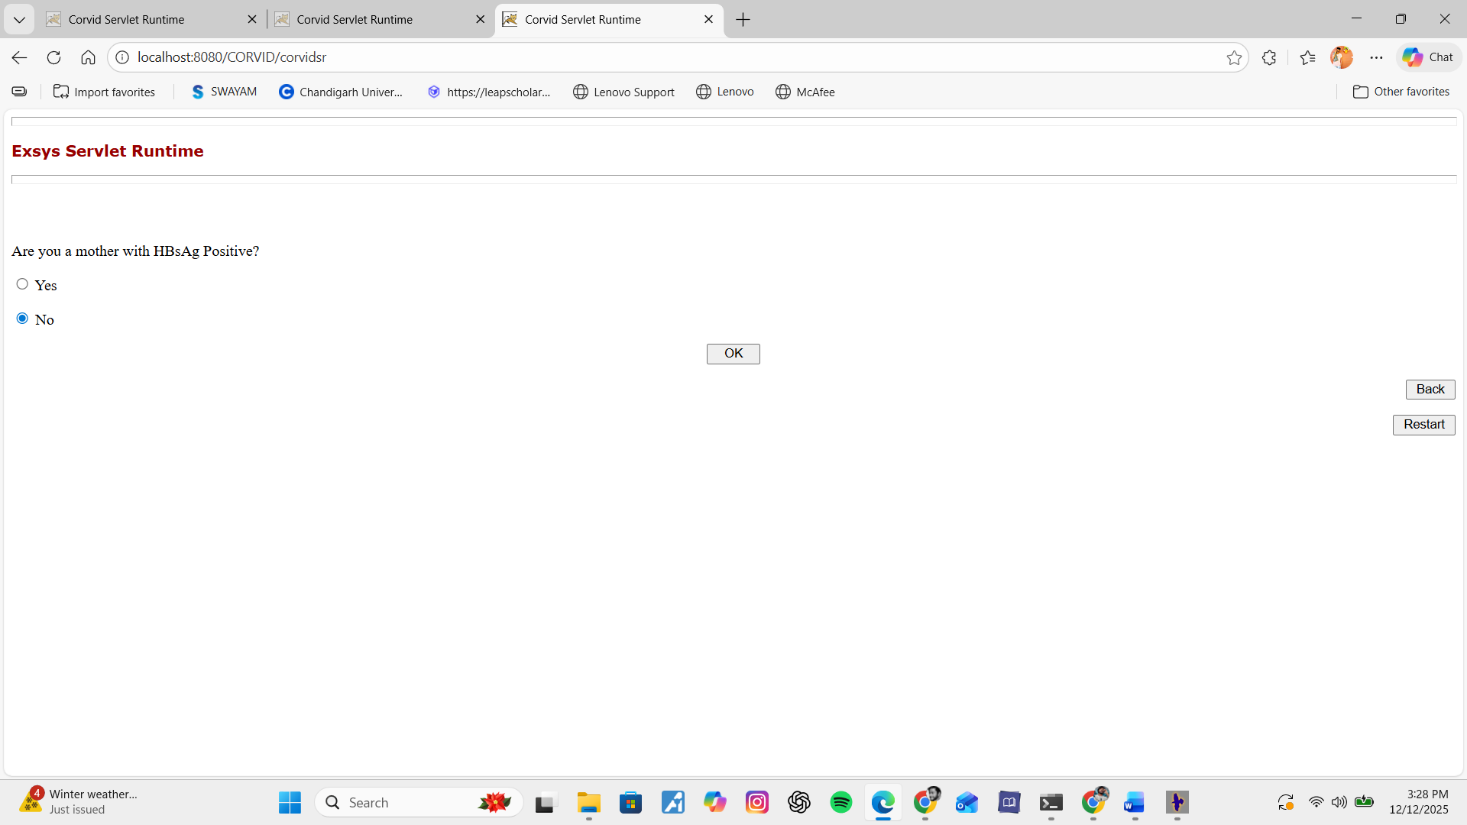 Corvid Servlet Runtime
Corvid Servlet Runtime
Corvid Servlet Runtime
localhost:8080/CORVID/corvidsr
Chat
Import favorites
SWAYAM
Chandigarh Univer...
https://leapscholar...
Lenovo Support
Lenovo
McAfee
Other favorites
Exsys Servlet Runtime
Are you a mother with HBsAg Positive?
Yes
No
OK
Back
Restart
4
Winter weather...
Just issued
Search
3:28 PM
12/12/2025